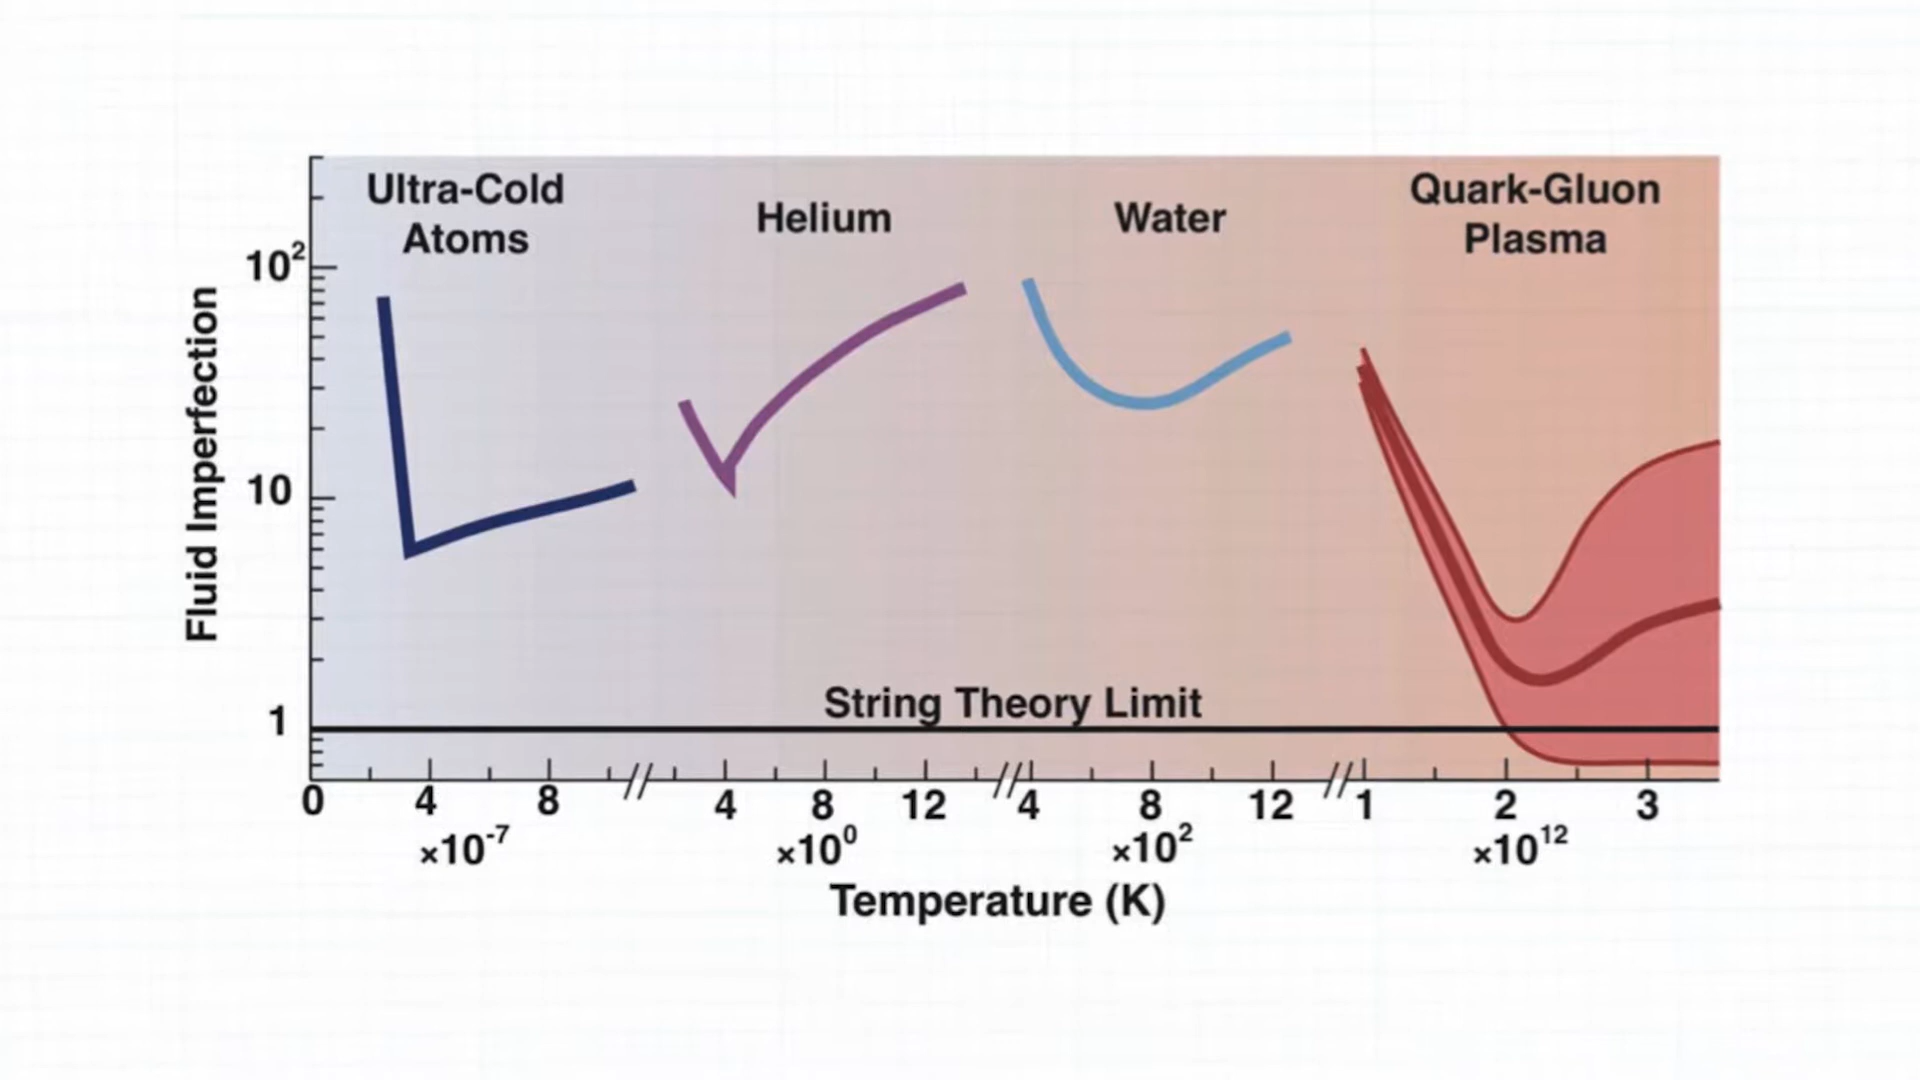 Ultra-Cold
Atoms
Helium
Water
Quark-Gluon
Plasma
Fluid Imperfection
10²
10
1
String Theory Limit
0 4 8 4 8 12 4 8 12 1 2 3
×10⁻⁷ ×10⁰ ×10² ×10¹²
Temperature (K)